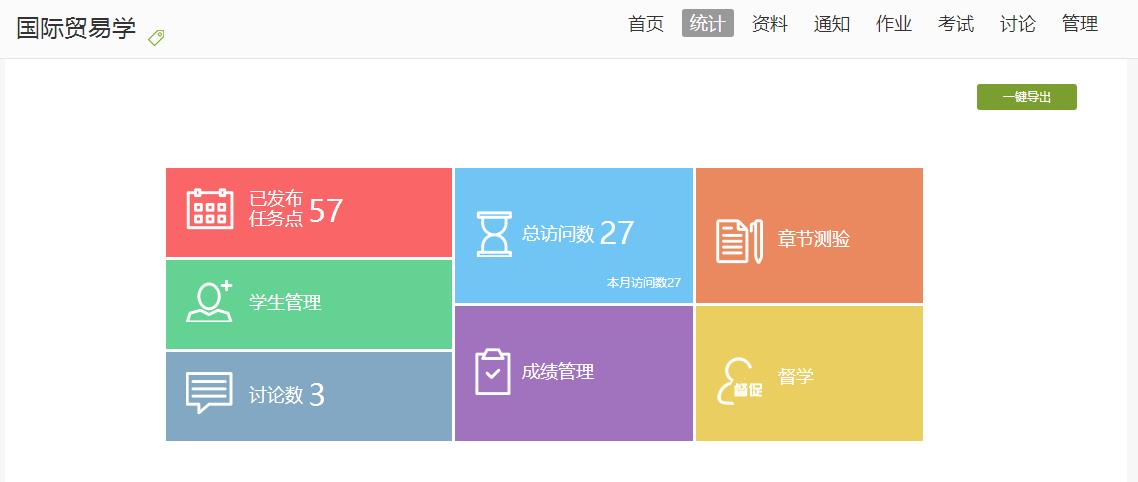 国际贸易学
首页 统计 资料 通知 作业 考试 讨论 管理
一键导出
已发布
任务点 57
学生管理
讨论数 3
总访问数 27
本月访问数27
成绩管理
章节测验
督促
督学